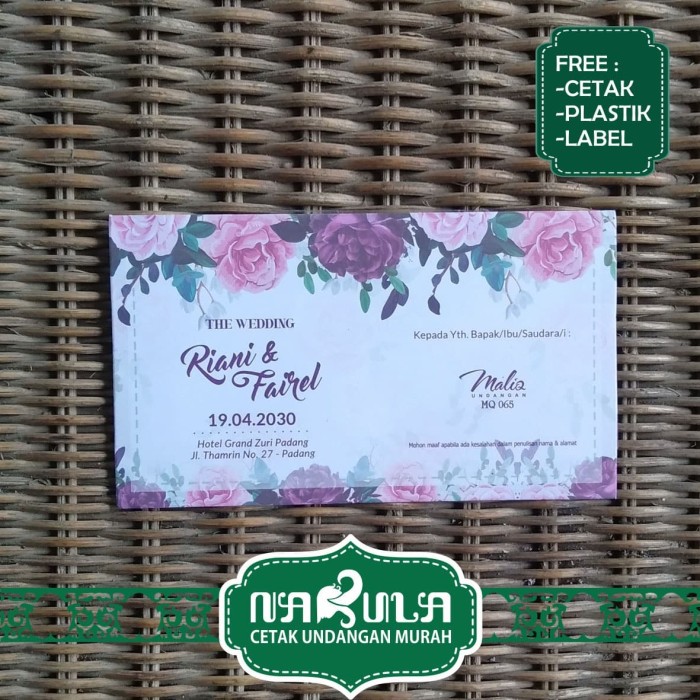 FREE :
-CETAK
-PLASTIK
-LABEL
THE WEDDING
Riani &
Fairel
19.04.2030
Hotel Grand Zuri Padang
Jl. Thamrin No. 27 - Padang
Kepada Yth. Bapak/Ibu/Saudara/i :
Maliq
UNDANGAN
MQ 065
Mohon maaf apabila ada kesalahan dalam penulisan nama & alamat
NAKULA
CETAK UNDANGAN MURAH